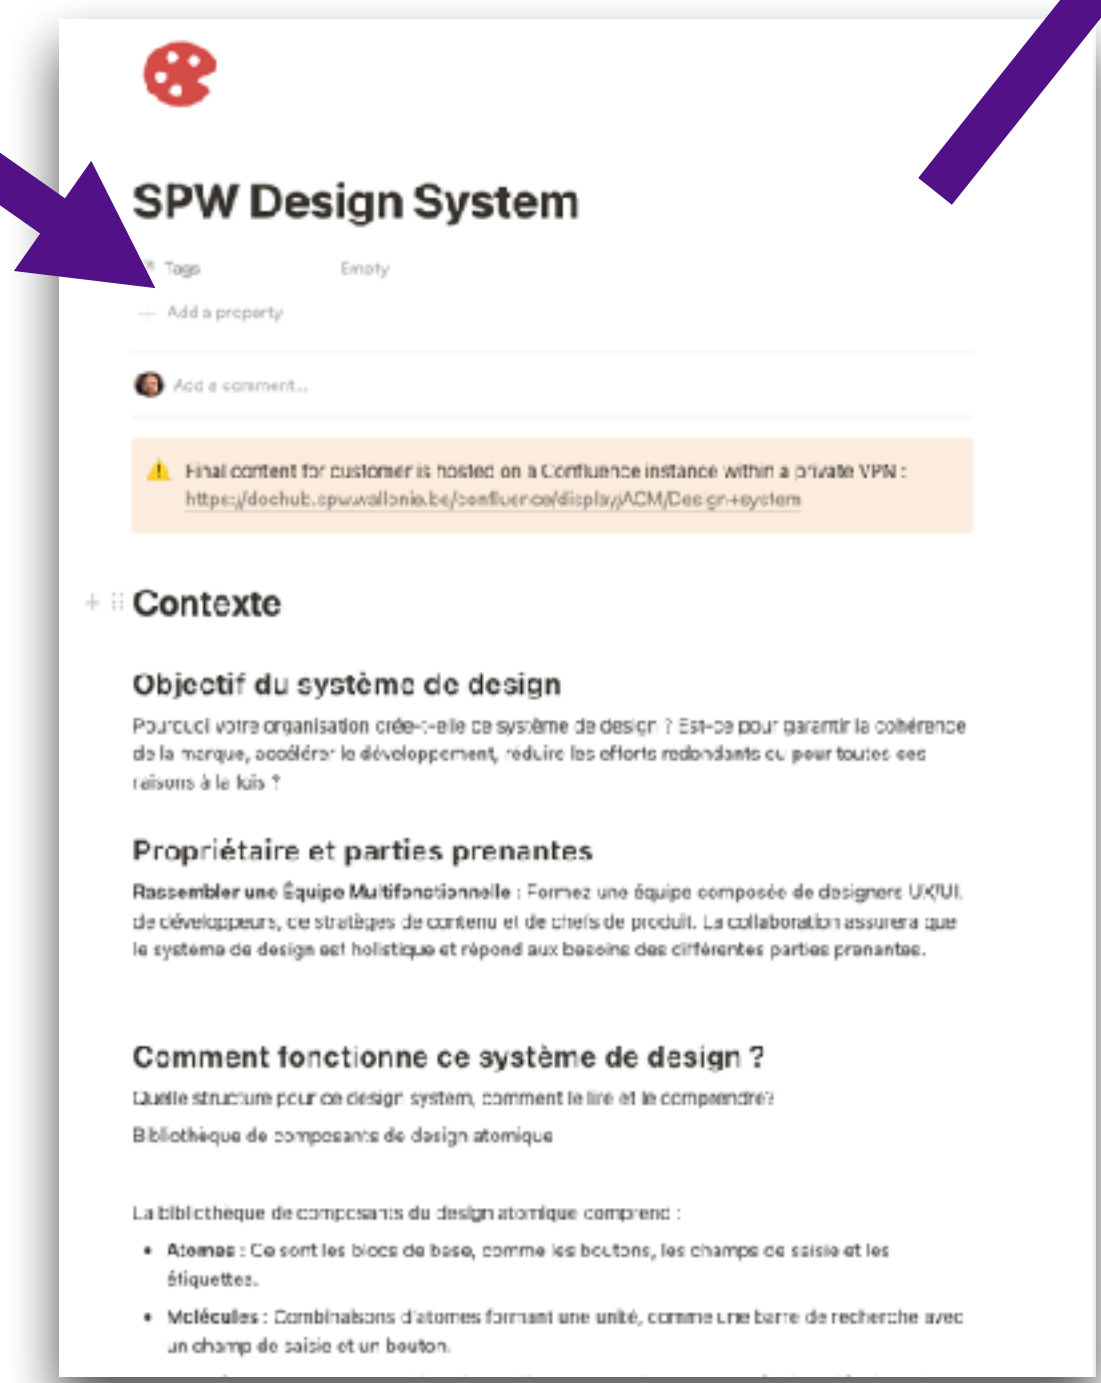 SPW Design System
Tags Empty
Add a property
Add a comment...
Final content for customer is hosted on a Confluence instance within a private VPN :
https://dochub.spw.wallonie.be/confluence/display/ACM/Design+system
Contexte
Objectif du système de design
Pourquoi votre organisation crée-t-elle ce système de design ? Est-ce pour garantir la cohérence
de la marque, accélérer le développement, réduire les efforts redondants ou pour toutes ces
raisons à la fois ?
Propriétaire et parties prenantes
Rassembler une Équipe Multifonctionnelle : Formez une équipe composée de designers UX/UI,
de développeurs, de stratèges de contenu et de chefs de produit. La collaboration assurera que
le système de design est holistique et répond aux besoins des différentes parties prenantes.
Comment fonctionne ce système de design ?
Quelle structure pour ce design system, comment le lire et le comprendre?
Bibliothèque de composants de design atomique
La bibliothèque de composants du design atomique comprend :
• Atomes : Ce sont les blocs de base, comme les boutons, les champs de saisie et les
étiquettes.
• Molécules : Combinaisons d'atomes formant une unité, comme une barre de recherche avec
un champ de saisie et un bouton.